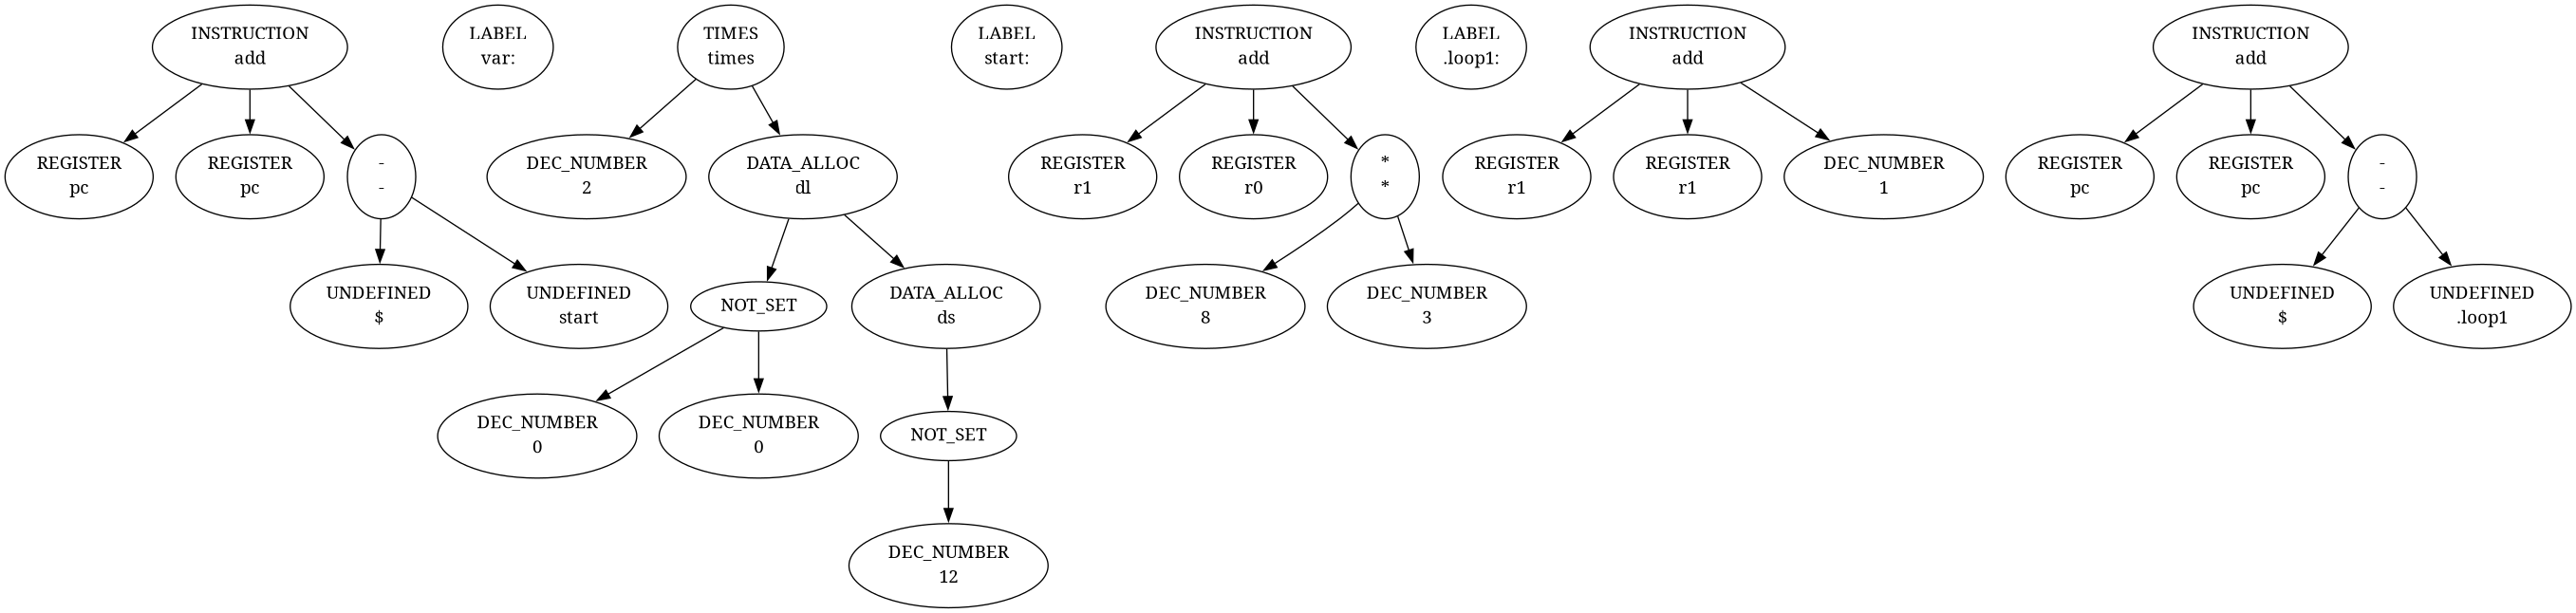 INSTRUCTION
add
LABEL
var:
TIMES
times
LABEL
start:
INSTRUCTION
add
LABEL
.loop1:
INSTRUCTION
add
INSTRUCTION
add
REGISTER
pc
REGISTER
pc
-
-
DEC_NUMBER
2
DATA_ALLOC
dl
REGISTER
r1
REGISTER
r0
*
*
REGISTER
r1
REGISTER
r1
DEC_NUMBER
1
REGISTER
pc
REGISTER
pc
-
-
UNDEFINED
$
UNDEFINED
start
NOT_SET
DATA_ALLOC
ds
DEC_NUMBER
8
DEC_NUMBER
3
UNDEFINED
$
UNDEFINED
.loop1
DEC_NUMBER
0
DEC_NUMBER
0
NOT_SET
DEC_NUMBER
12